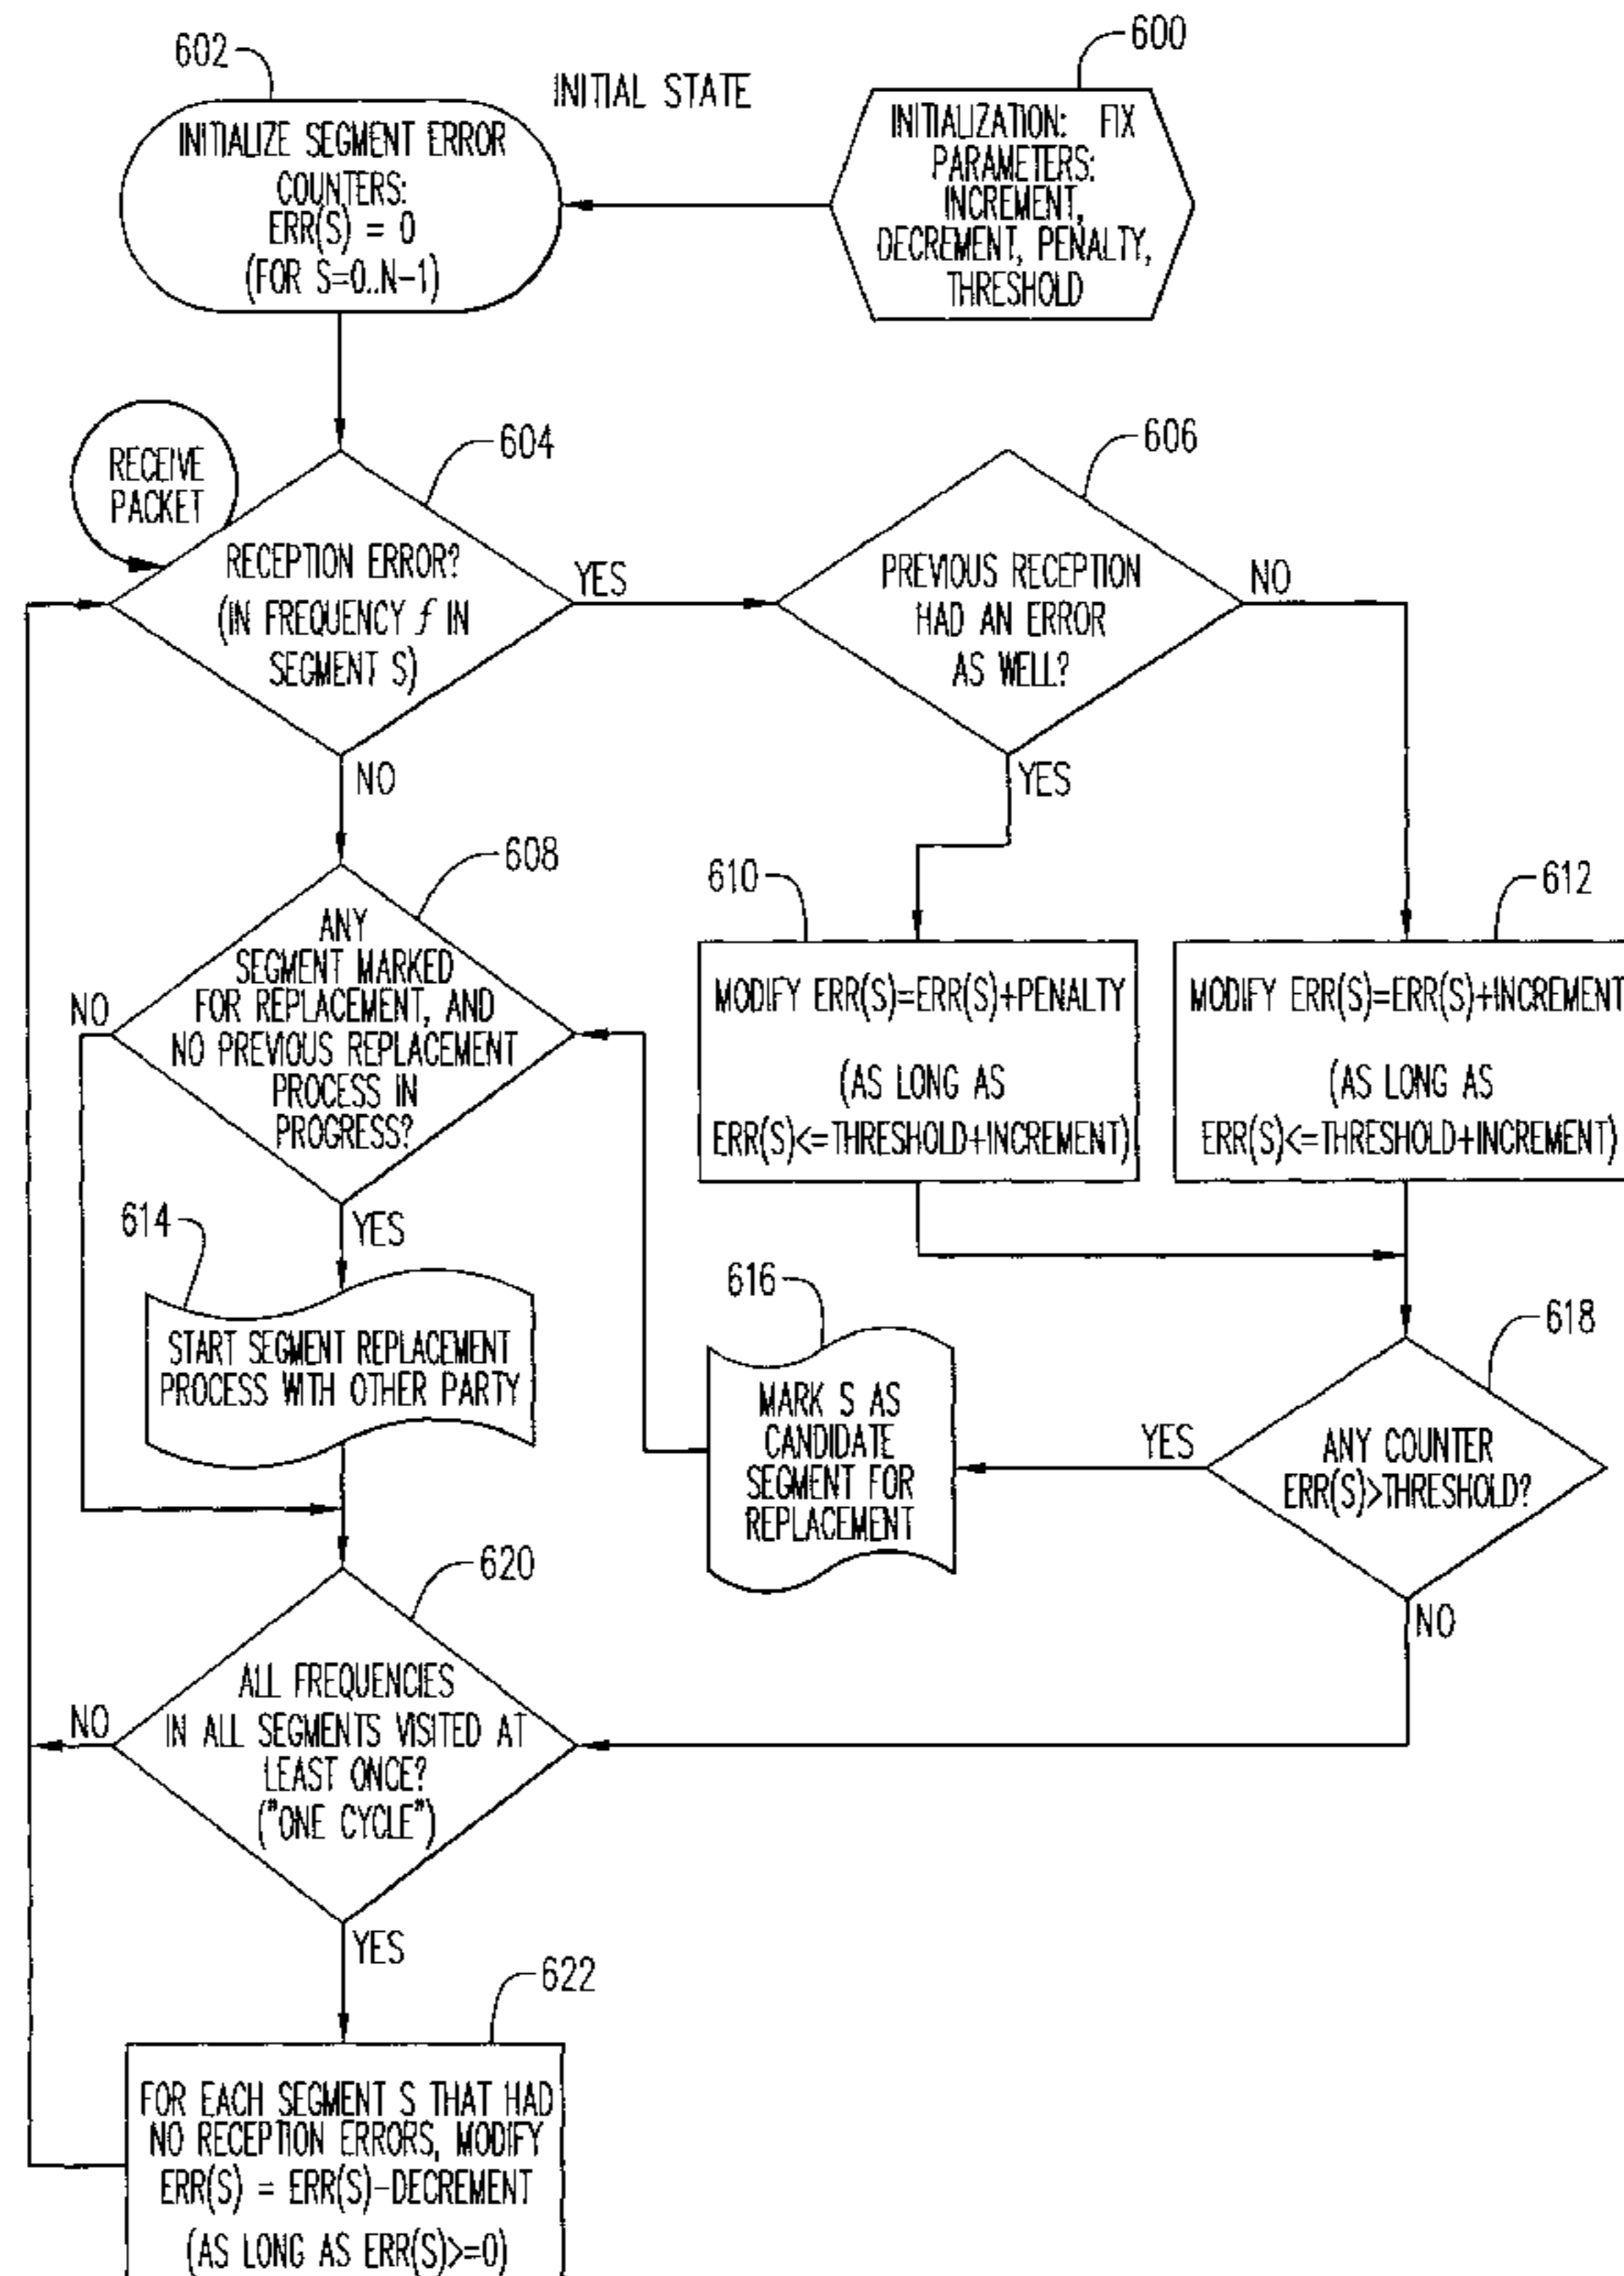 602
INITIAL STATE
600
INITIALIZE SEGMENT ERROR
COUNTERS:
ERR(S) = 0
(FOR S=0..N-1)
INITIALIZATION: FIX
PARAMETERS:
INCREMENT,
DECREMENT, PENALTY,
THRESHOLD
RECEIVE
PACKET
604
RECEPTION ERROR?
(IN FREQUENCY f IN
SEGMENT S)
YES
NO
606
PREVIOUS RECEPTION
HAD AN ERROR
AS WELL?
NO
YES
608
ANY
SEGMENT MARKED
FOR REPLACEMENT, AND
NO PREVIOUS REPLACEMENT
PROCESS IN
PROGRESS?
NO
YES
610
MODIFY ERR(S)=ERR(S)+PENALTY
(AS LONG AS
ERR(S)<=THRESHOLD+INCREMENT)
612
MODIFY ERR(S)=ERR(S)+INCREMENT
(AS LONG AS
ERR(S)<=THRESHOLD+INCREMENT)
614
START SEGMENT REPLACEMENT
PROCESS WITH OTHER PARTY
616
MARK S AS
CANDIDATE
SEGMENT FOR
REPLACEMENT
618
YES
ANY COUNTER
ERR(S)>THRESHOLD?
NO
620
ALL FREQUENCIES
IN ALL SEGMENTS VISITED AT
LEAST ONCE?
("ONE CYCLE")
NO
YES
622
FOR EACH SEGMENT S THAT HAD
NO RECEPTION ERRORS, MODIFY
ERR(S) = ERR(S)-DECREMENT
(AS LONG AS ERR(S)>=0)